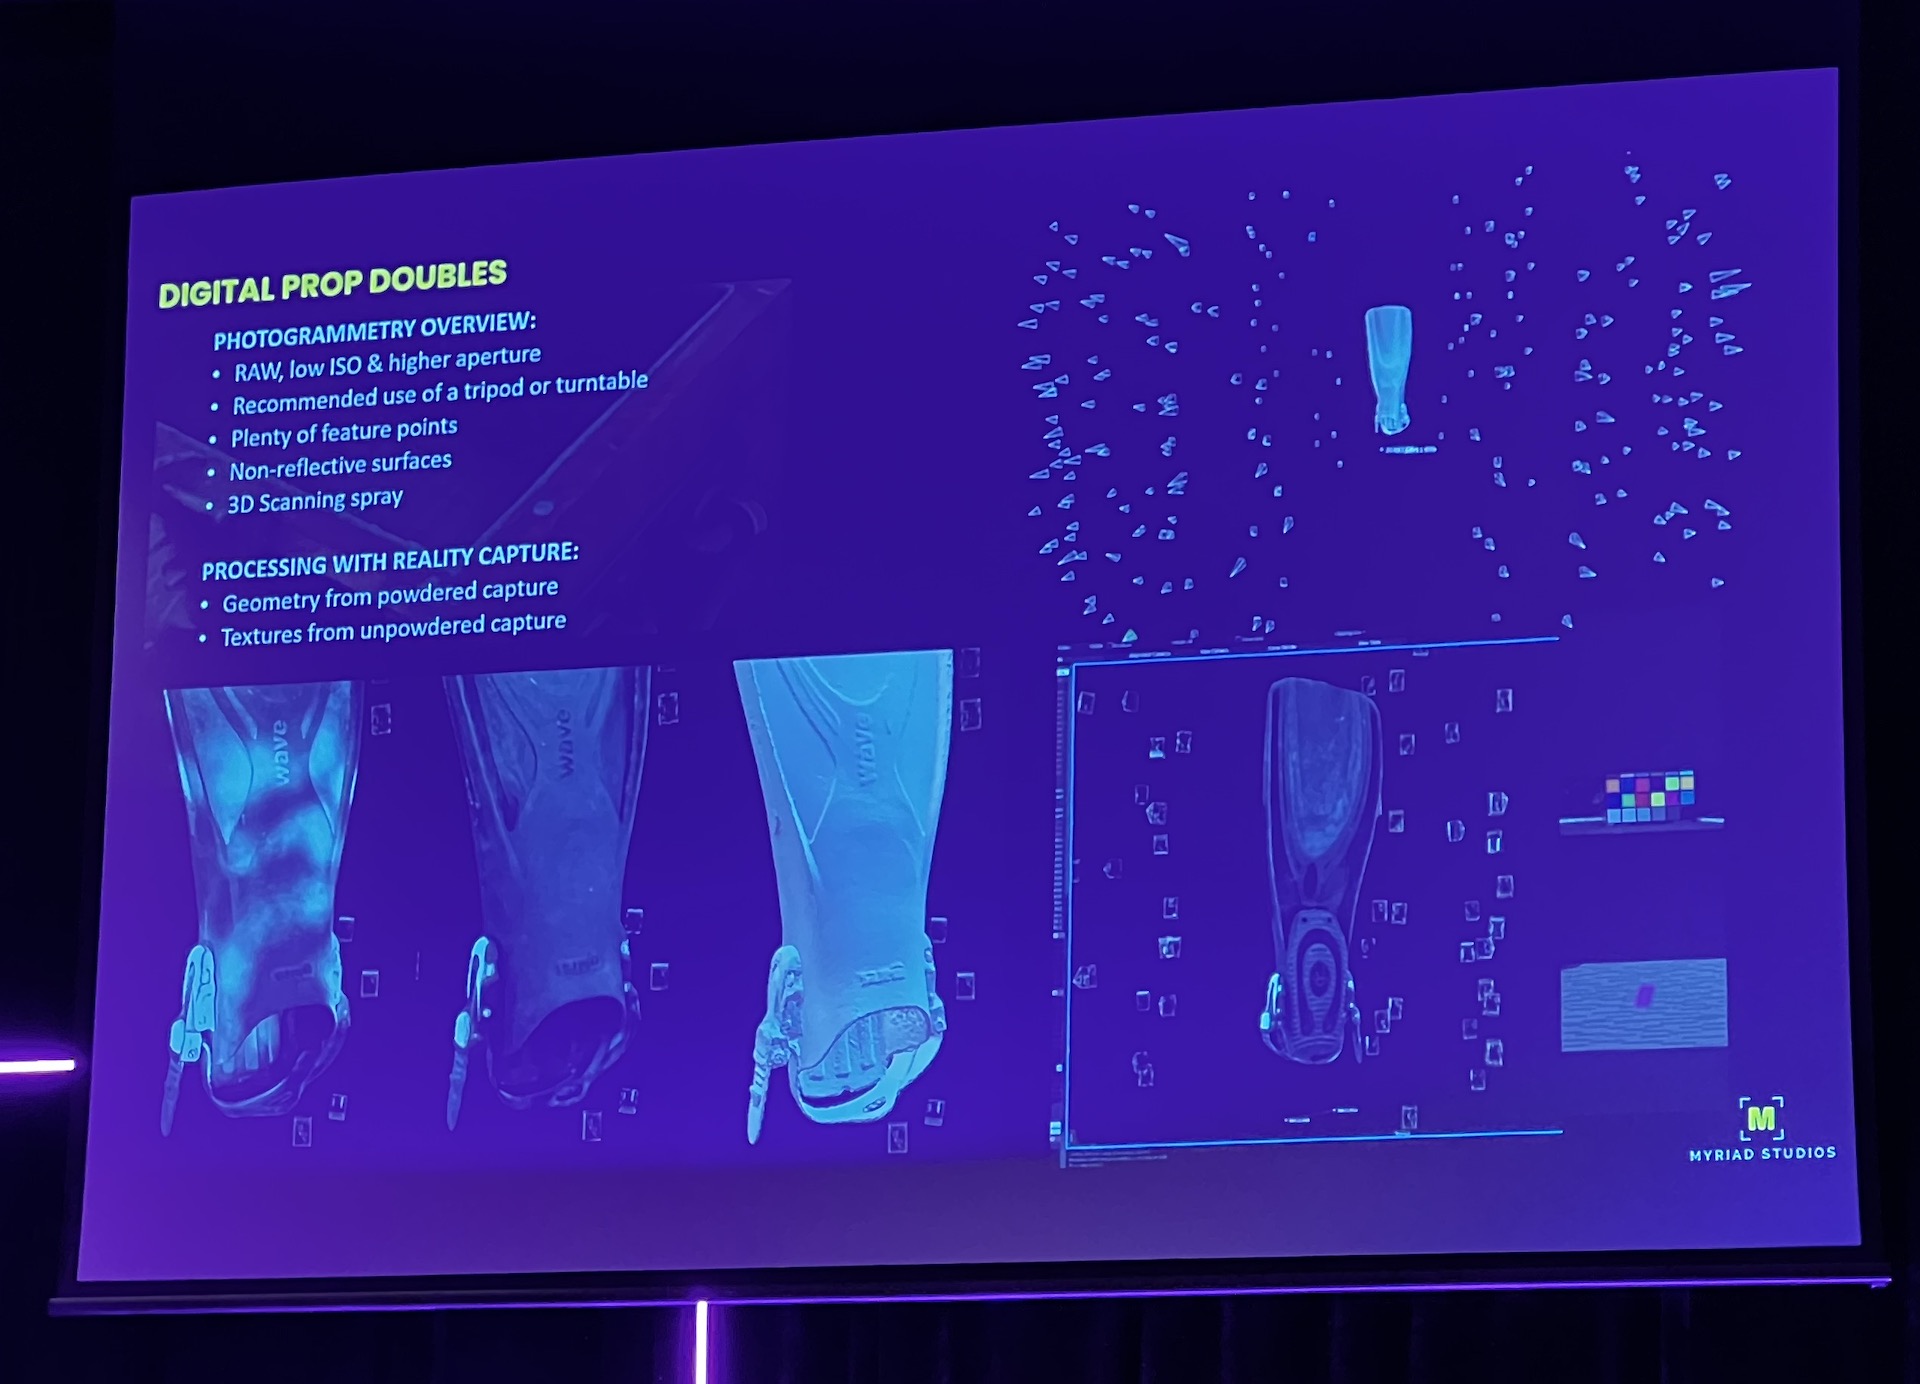 DIGITAL PROP DOUBLES
PHOTOGRAMMETRY OVERVIEW:
• RAW, low ISO & higher aperture
• Recommended use of a tripod or turntable
• Plenty of feature points
• Non-reflective surfaces
• 3D Scanning spray
PROCESSING WITH REALITY CAPTURE:
• Geometry from powdered capture
• Textures from unpowdered capture
wave
wave
wave
M
MYRIAD STUDIOS